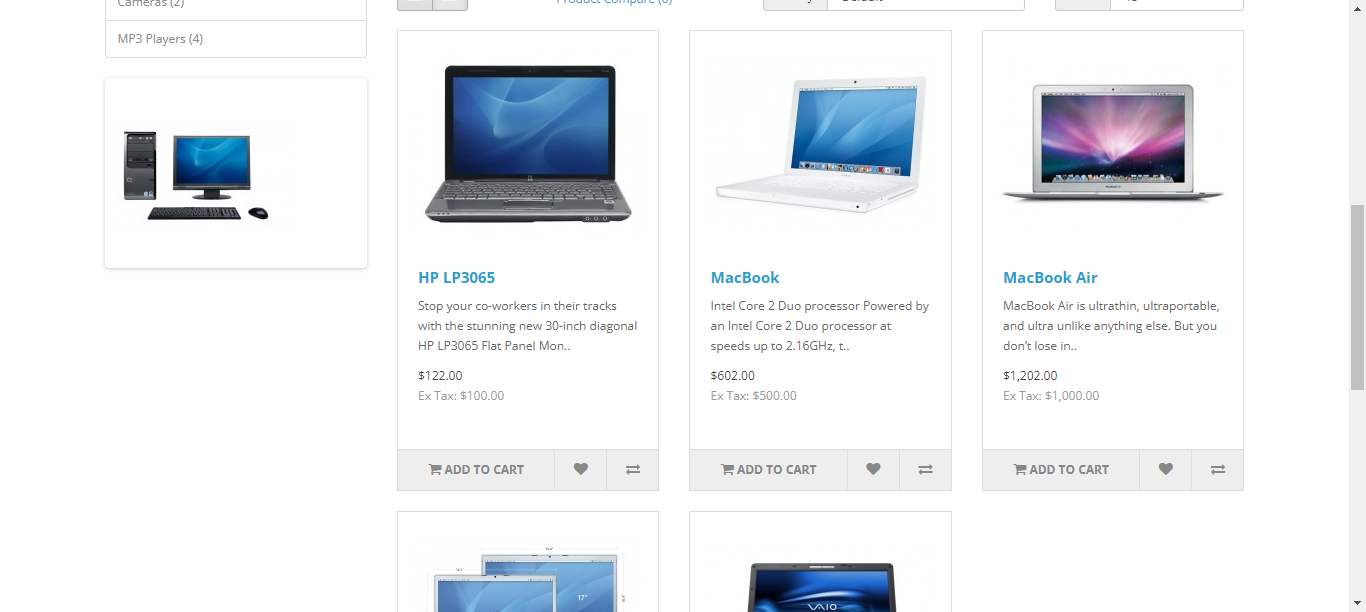 Cameras (2)
MP3 Players (4)
Product Compare (0)
Default
HP LP3065
Stop your co-workers in their tracks
with the stunning new 30-inch diagonal
HP LP3065 Flat Panel Mon..
$122.00
Ex Tax: $100.00
ADD TO CART
MacBook
Intel Core 2 Duo processor Powered by
an Intel Core 2 Duo processor at
speeds up to 2.16GHz, t..
$602.00
Ex Tax: $500.00
ADD TO CART
MacBook Air
MacBook Air is ultrathin, ultraportable,
and ultra unlike anything else. But you
don’t lose in..
$1,202.00
Ex Tax: $1,000.00
ADD TO CART
17"
VAIO